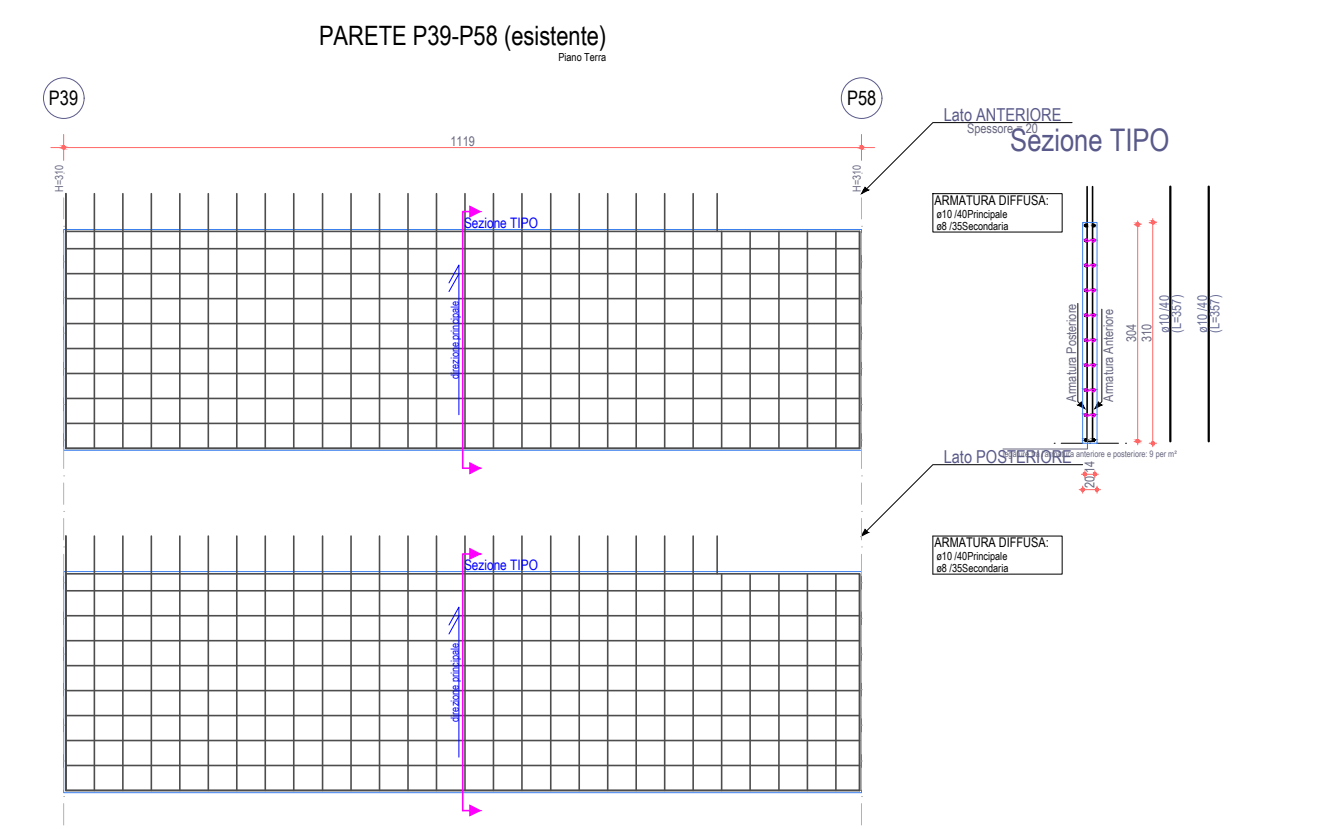 PARETE P39-P58 (esistente)
Piano Terra
P39
P58
1119
H=310
H=310
Lato ANTERIORE
Spessore = 20
Sezione TIPO
ARMATURA DIFFUSA:
ø10 /40Principale
ø8 /35Secondaria
Sezione TIPO
direzione principale
Armatura Posteriore
Armatura Anteriore
304
310
ø10 /40
(L=357)
ø10 /40
(L=357)
Lato POSTERIORE
anteriore e posteriore: 9 per m²
14
20
ARMATURA DIFFUSA:
ø10 /40Principale
ø8 /35Secondaria
Sezione TIPO
direzione principale